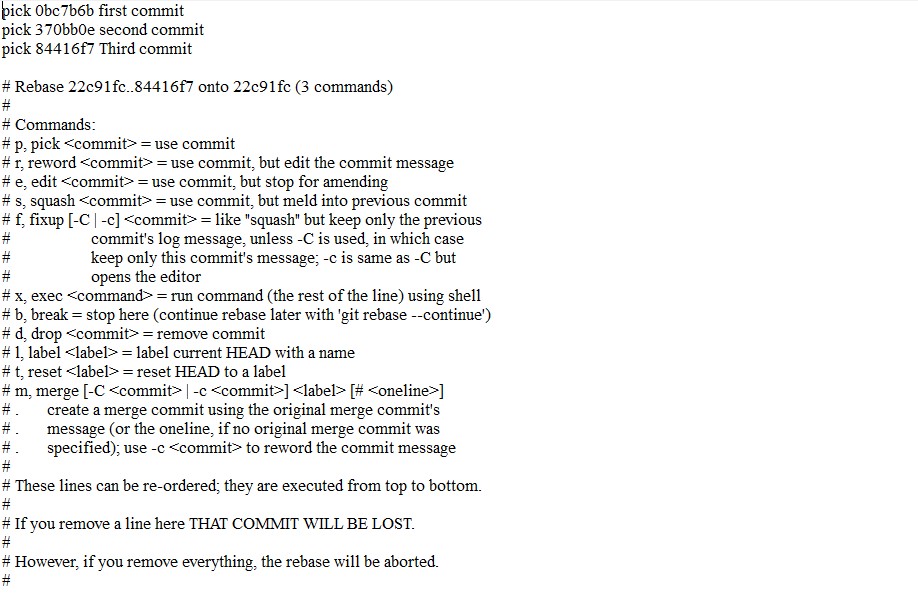 pick 0bc7b6b first commit
pick 370bb0e second commit
pick 84416f7 Third commit
# Rebase 22c91fc..84416f7 onto 22c91fc (3 commands)
#
# Commands:
# p, pick <commit> = use commit
# r, reword <commit> = use commit, but edit the commit message
# e, edit <commit> = use commit, but stop for amending
# s, squash <commit> = use commit, but meld into previous commit
# f, fixup [-C | -c] <commit> = like "squash" but keep only the previous
# commit's log message, unless -C is used, in which case
# keep only this commit's message; -c is same as -C but
# opens the editor
# x, exec <command> = run command (the rest of the line) using shell
# b, break = stop here (continue rebase later with 'git rebase --continue')
# d, drop <commit> = remove commit
# l, label <label> = label current HEAD with a name
# t, reset <label> = reset HEAD to a label
# m, merge [-C <commit> | -c <commit>] <label> [# <oneline>]
# . create a merge commit using the original merge commit's
# . message (or the oneline, if no original merge commit was
# . specified); use -c <commit> to reword the commit message
#
# These lines can be re-ordered; they are executed from top to bottom.
#
# If you remove a line here THAT COMMIT WILL BE LOST.
#
# However, if you remove everything, the rebase will be aborted.
#